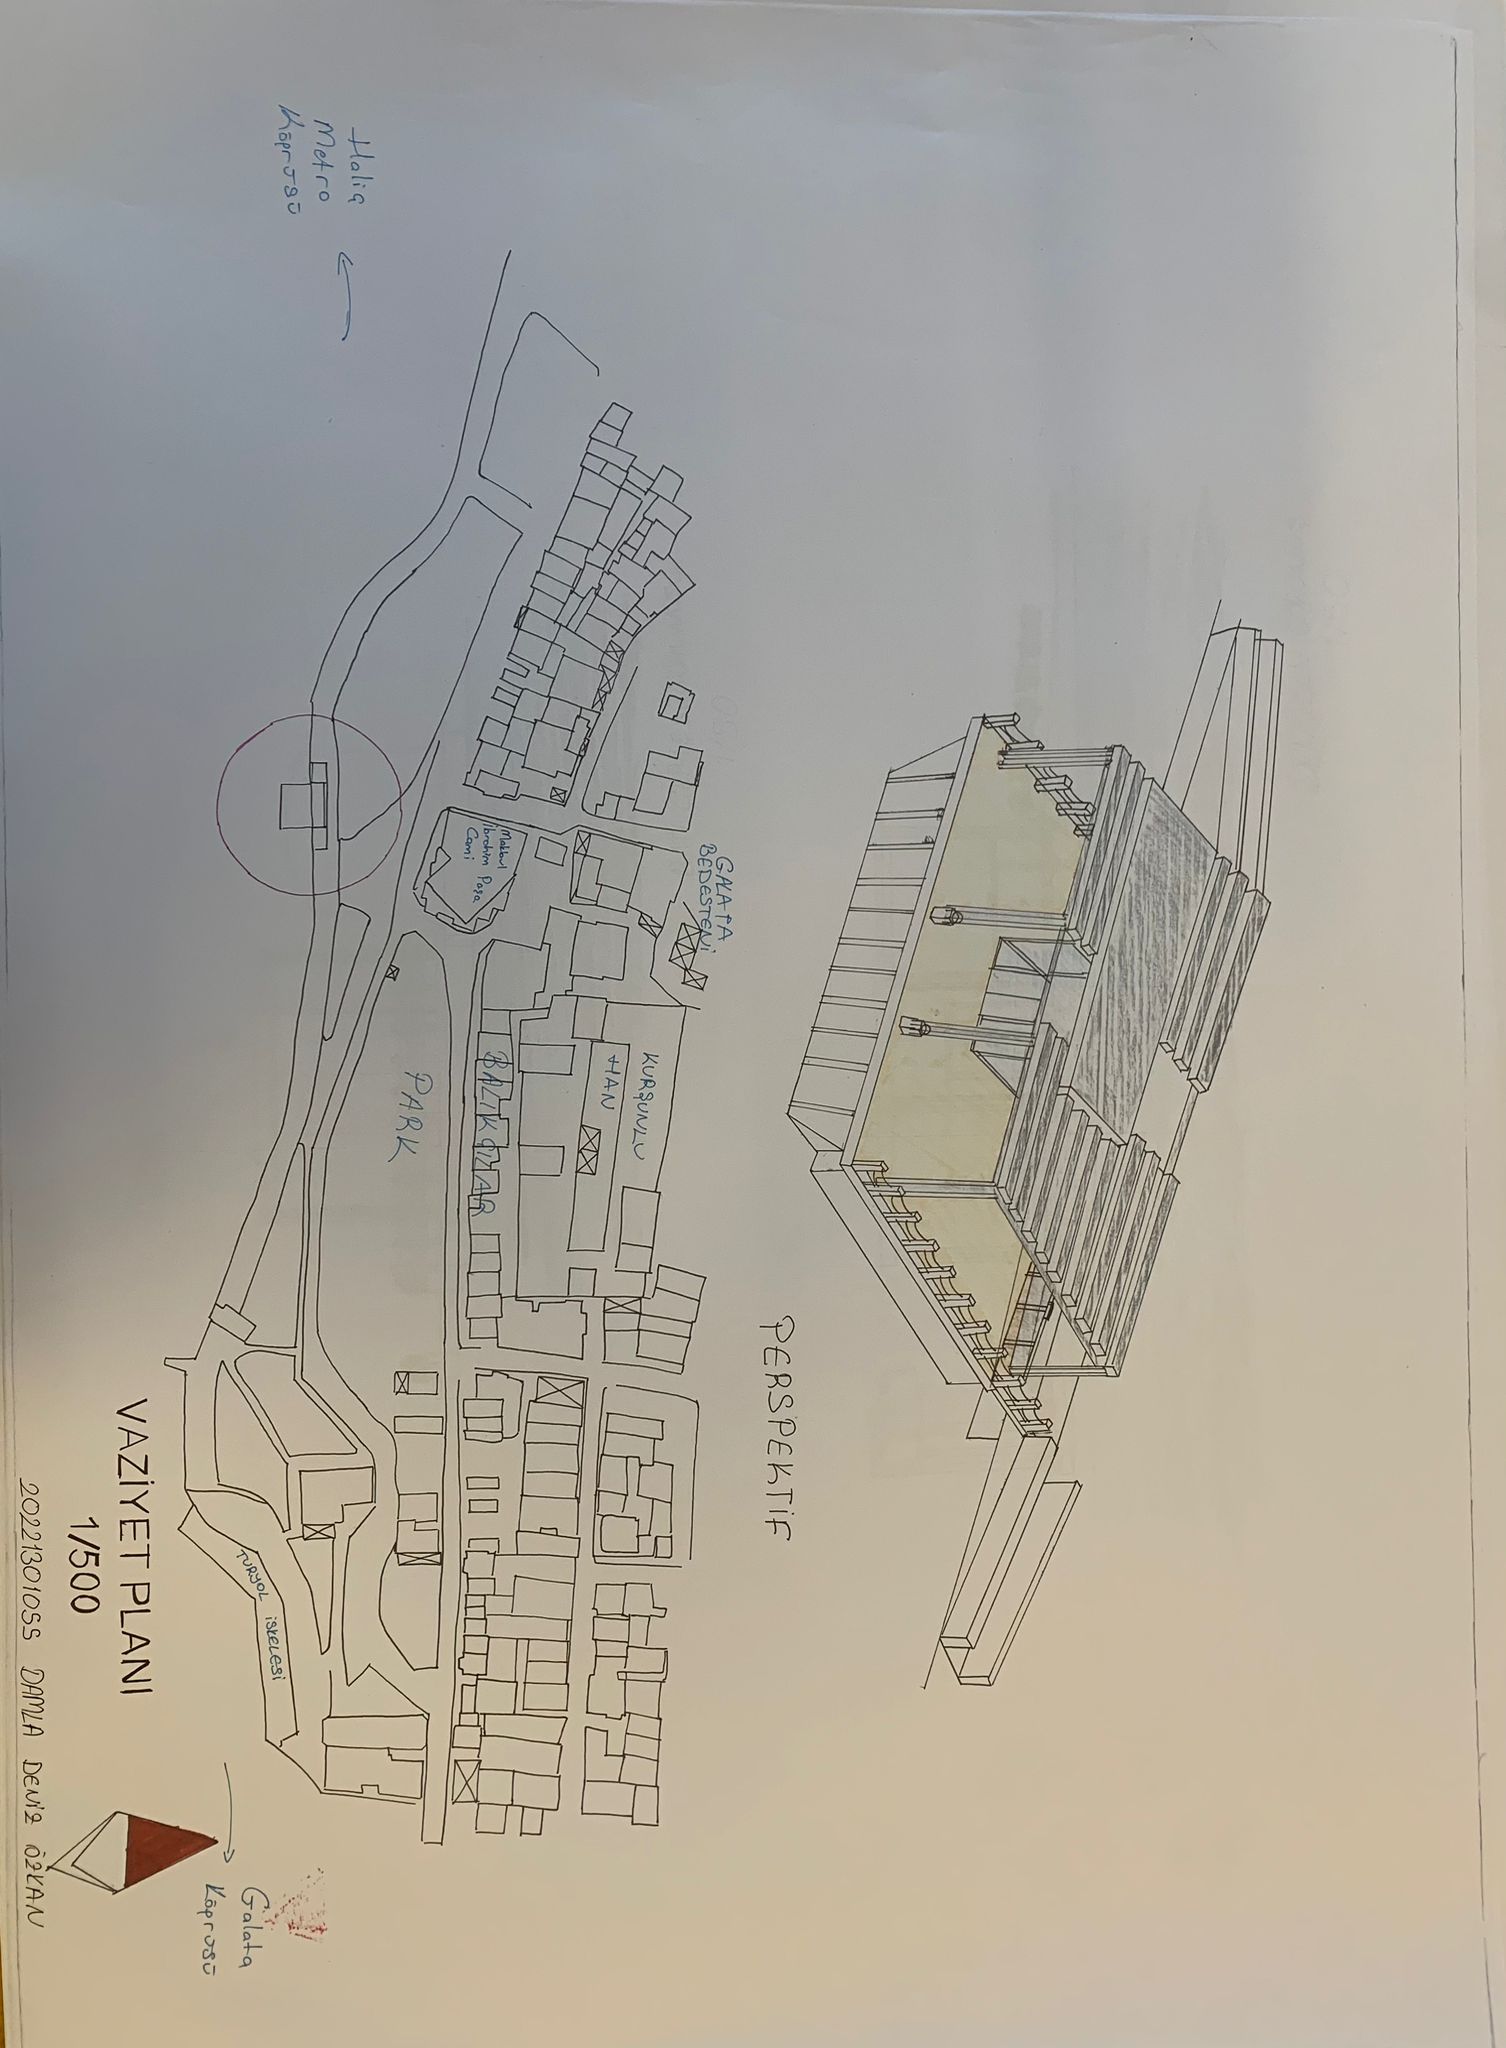 PERSPEKTİF
Haliç
Metro
Köprüsü
GALATA
BEDESTENİ
Makbul
İbrahim Paşa
Cami
KURŞUNLU
HAN
BALIKÇILAR
PARK
TURYOL İSKELESİ
Galata
Köprüsü
VAZİYET PLANI
1/500
20221301055 DAMLA DENİZ ÖZKAN